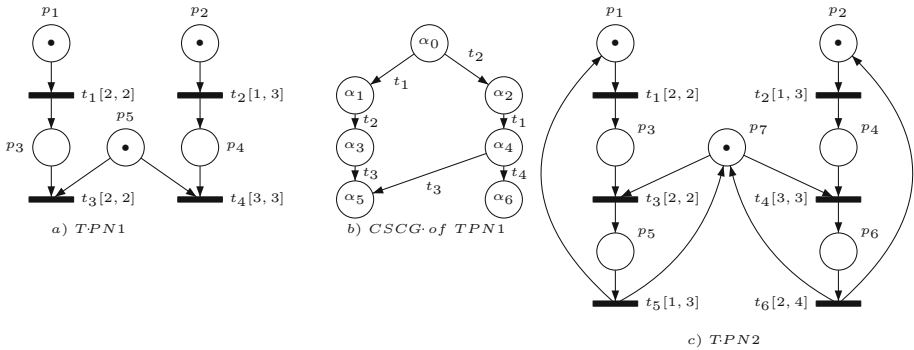 p1
p2
t1[2, 2]
t2[1, 3]
p3
p5
p4
t3[2, 2]
t4[3, 3]
a) TPN1
α0
t1
t2
α1
α2
t2
t1
α3
α4
t3
t3
t4
α5
α6
b) CSCG of TPN1
p1
p2
t1[2, 2]
t2[1, 3]
p3
p7
p4
t3[2, 2]
t4[3, 3]
p5
p6
t5[1, 3]
t6[2, 4]
c) TPN2